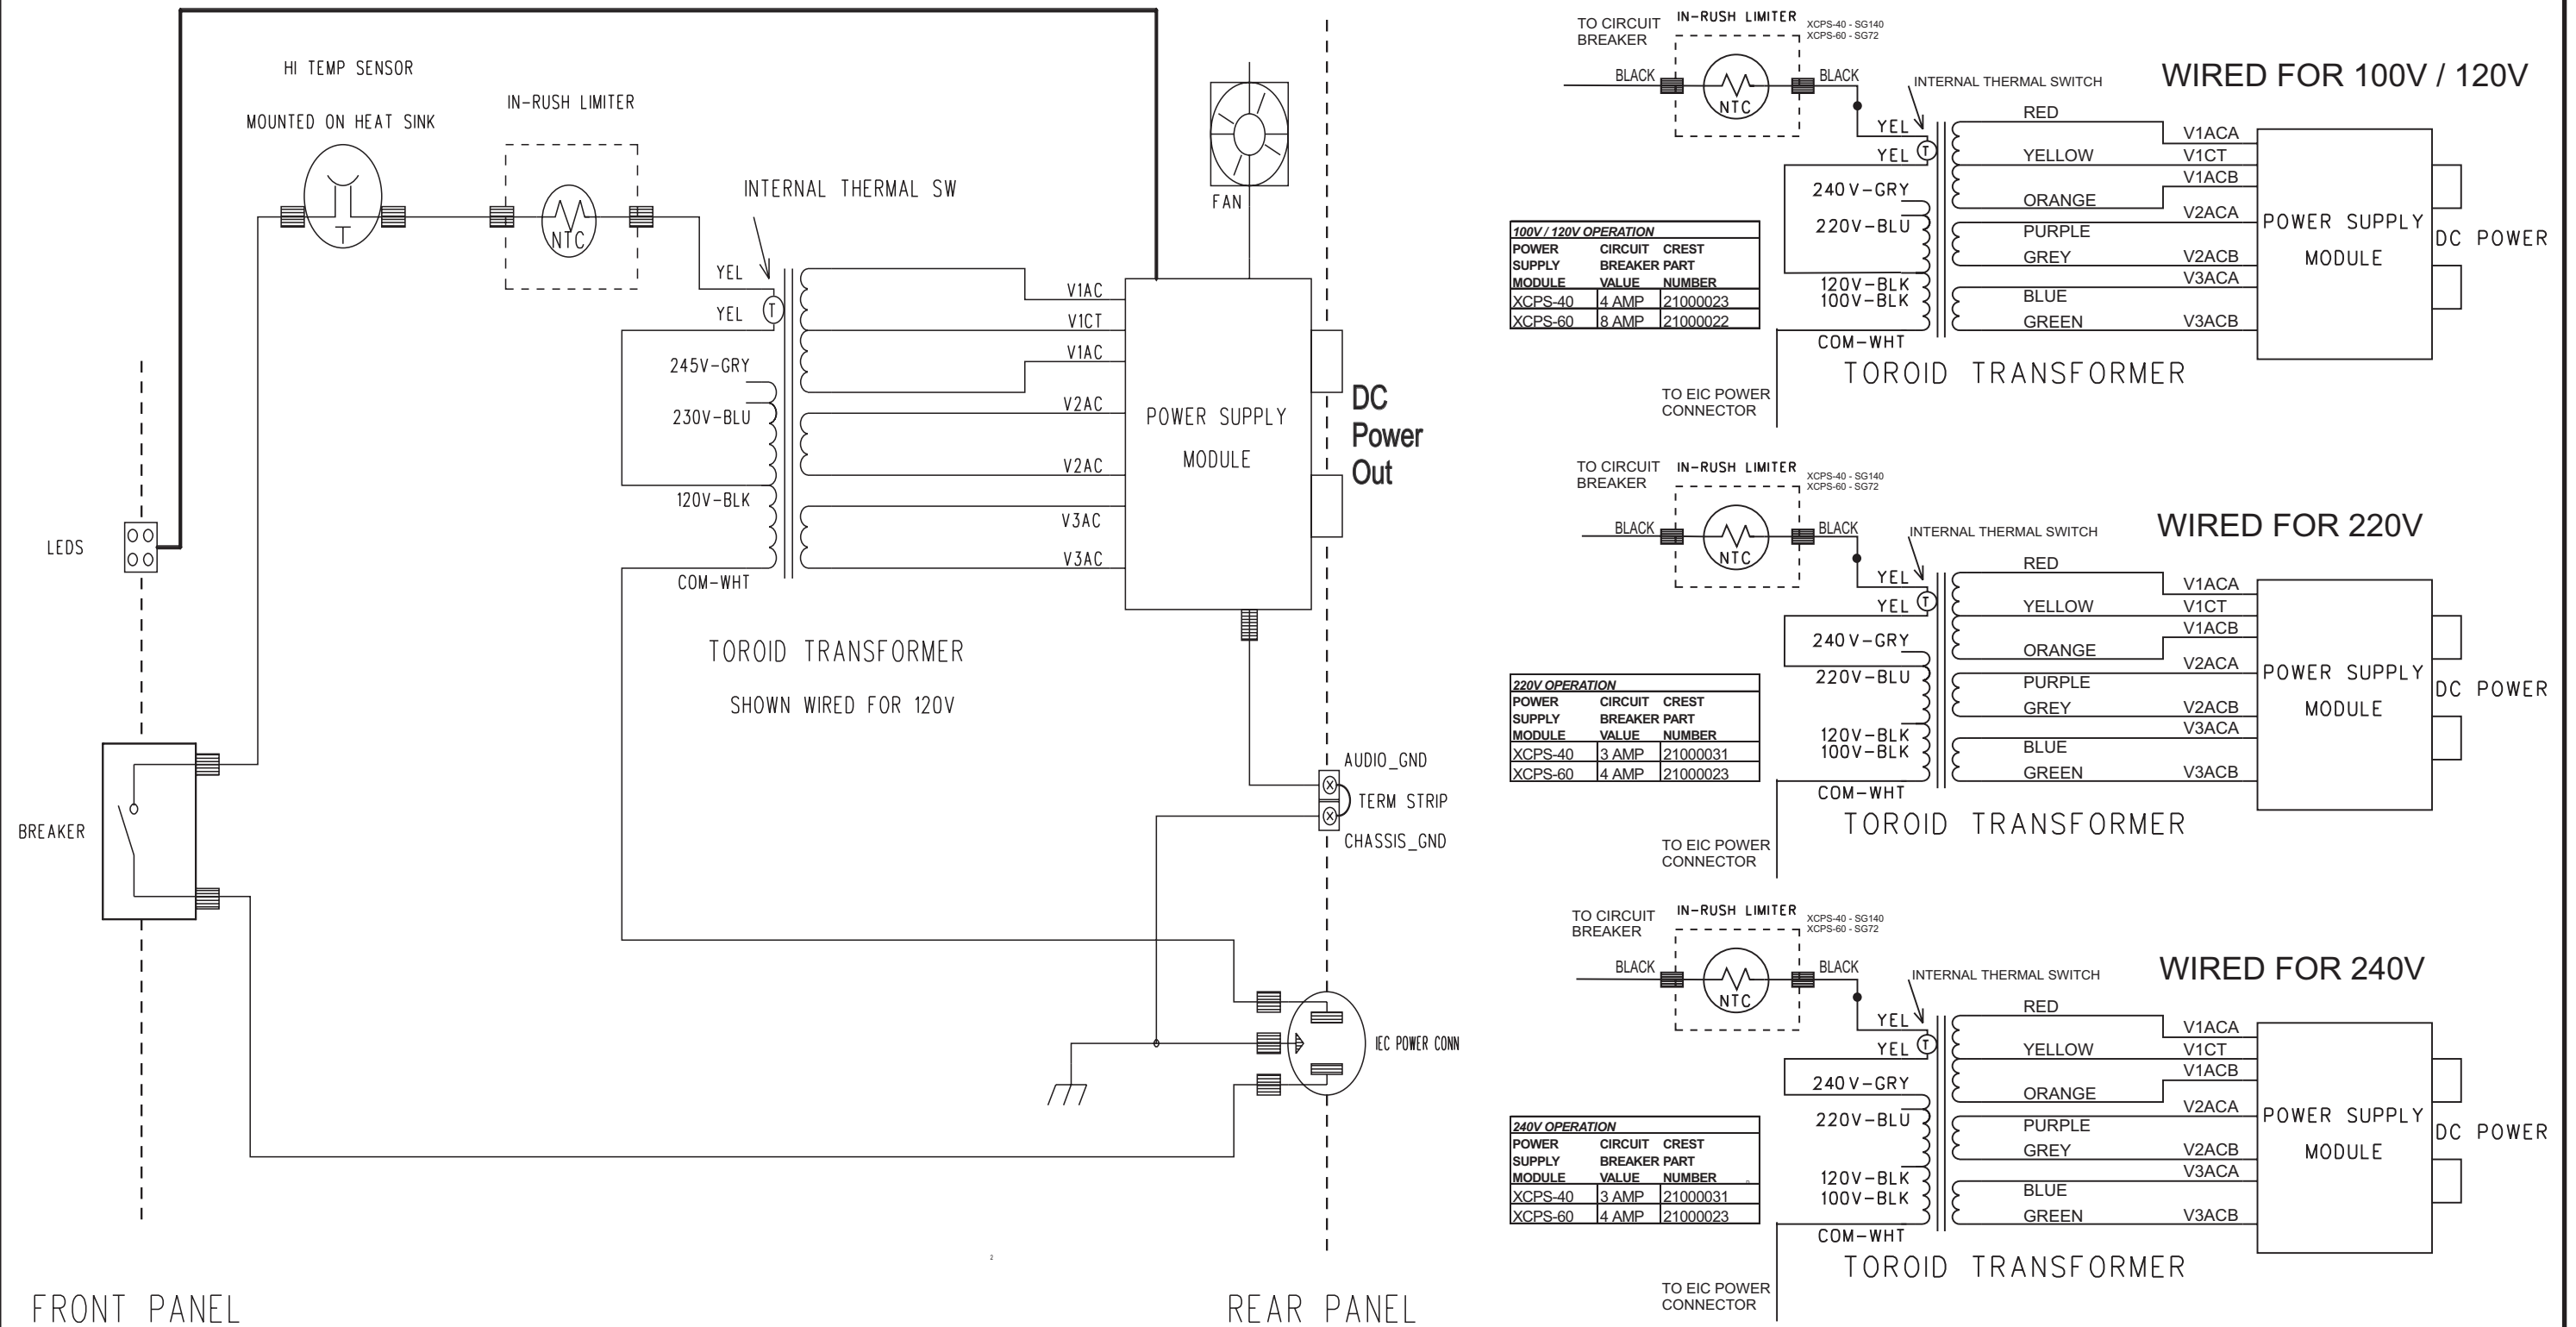 HI TEMP SENSOR
MOUNTED ON HEAT SINK
T
IN-RUSH LIMITER
NTC
INTERNAL THERMAL SW
FAN
YEL
T
YEL
245V-GRY
230V-BLU
120V-BLK
COM-WHT
V1AC
V1CT
V1AC
V2AC
V2AC
V3AC
V3AC
POWER SUPPLY
MODULE
DC
Power
Out
TOROID TRANSFORMER
SHOWN WIRED FOR 120V
LEDS
BREAKER
AUDIO_GND
TERM STRIP
CHASSIS_GND
IEC POWER CONN
2
FRONT PANEL
REAR PANEL
TO CIRCUIT
BREAKER
IN-RUSH LIMITER
XCPS-40 - SG140
XCPS-60 - SG72
BLACK
NTC
BLACK
INTERNAL THERMAL SWITCH
WIRED FOR 100V / 120V
YEL
T
YEL
240V-GRY
220V-BLU
120V-BLK
100V-BLK
COM-WHT
RED
YELLOW
ORANGE
PURPLE
GREY
BLUE
GREEN
V1ACA
V1CT
V1ACB
V2ACA
V2ACB
V3ACA
V3ACB
POWER SUPPLY
MODULE
DC POWER
TOROID TRANSFORMER
TO EIC POWER
CONNECTOR
100V / 120V OPERATION
POWER CIRCUIT CREST
SUPPLY BREAKER PART
MODULE VALUE NUMBER
XCPS-40 4 AMP 21000023
XCPS-60 8 AMP 21000022
TO CIRCUIT
BREAKER
IN-RUSH LIMITER
XCPS-40 - SG140
XCPS-60 - SG72
BLACK
NTC
BLACK
INTERNAL THERMAL SWITCH
WIRED FOR 220V
YEL
T
YEL
240V-GRY
220V-BLU
120V-BLK
100V-BLK
COM-WHT
RED
YELLOW
ORANGE
PURPLE
GREY
BLUE
GREEN
V1ACA
V1CT
V1ACB
V2ACA
V2ACB
V3ACA
V3ACB
POWER SUPPLY
MODULE
DC POWER
TOROID TRANSFORMER
TO EIC POWER
CONNECTOR
220V OPERATION
POWER CIRCUIT CREST
SUPPLY BREAKER PART
MODULE VALUE NUMBER
XCPS-40 3 AMP 21000031
XCPS-60 4 AMP 21000023
TO CIRCUIT
BREAKER
IN-RUSH LIMITER
XCPS-40 - SG140
XCPS-60 - SG72
BLACK
NTC
BLACK
INTERNAL THERMAL SWITCH
WIRED FOR 240V
YEL
T
YEL
240V-GRY
220V-BLU
120V-BLK
100V-BLK
COM-WHT
RED
YELLOW
ORANGE
PURPLE
GREY
BLUE
GREEN
V1ACA
V1CT
V1ACB
V2ACA
V2ACB
V3ACA
V3ACB
POWER SUPPLY
MODULE
DC POWER
TOROID TRANSFORMER
TO EIC POWER
CONNECTOR
240V OPERATION
POWER CIRCUIT CREST
SUPPLY BREAKER PART
MODULE VALUE NUMBER
XCPS-40 3 AMP 21000031
XCPS-60 4 AMP 21000023